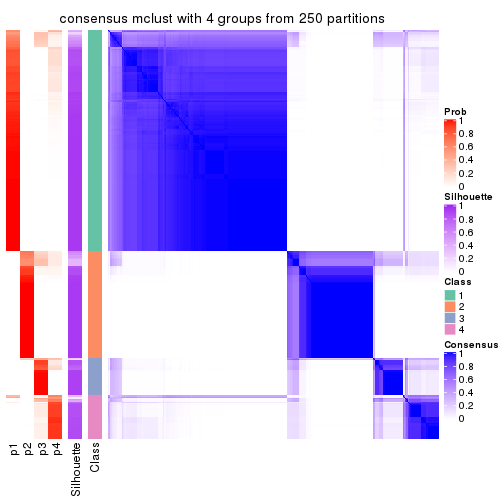 consensus mclust with 4 groups from 250 partitions
Prob
1
0.8
0.6
0.4
0.2
0
Silhouette
1
0.8
0.6
0.4
0.2
0
Class
1
2
3
4
Consensus
1
0.8
0.6
0.4
0.2
0
p1
p2
p3
p4
Silhouette
Class